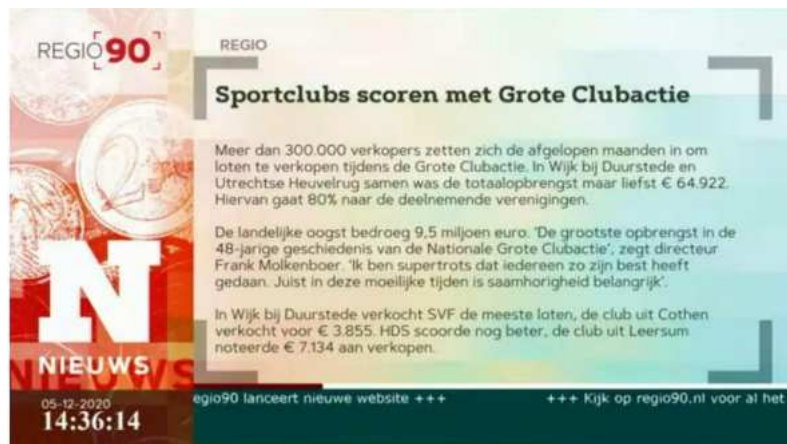 REGIO90
REGIO
Sportclubs scoren met Grote Clubactie
Meer dan 300.000 verkopers zetten zich de afgelopen maanden in om
loten te verkopen tijdens de Grote Clubactie. In Wijk bij Duurstede en
Utrechtse Heuvelrug samen was de totaalopbrengst maar liefst € 64.922.
Hiervan gaat 80% naar de deelnemende verenigingen.
De landelijke oogst bedroeg 9,5 miljoen euro. 'De grootste opbrengst in de
48-jarige geschiedenis van de Nationale Grote Clubactie', zegt directeur
Frank Molkenboer. 'Ik ben supertrots dat iedereen zo zijn best heeft
gedaan. Juist in deze moeilijke tijden is saamhorigheid belangrijk'.
In Wijk bij Duurstede verkocht SVF de meeste loten, de club uit Cothen
verkocht voor € 3.855. HDS scoorde nog beter, de club uit Leersum
noteerde € 7.134 aan verkopen.
N
NIEUWS
NIEUWS
05-12-2020
14:36:14
egio90 lanceert nieuwe website +++ +++ Kijk op regio90.nl voor al het